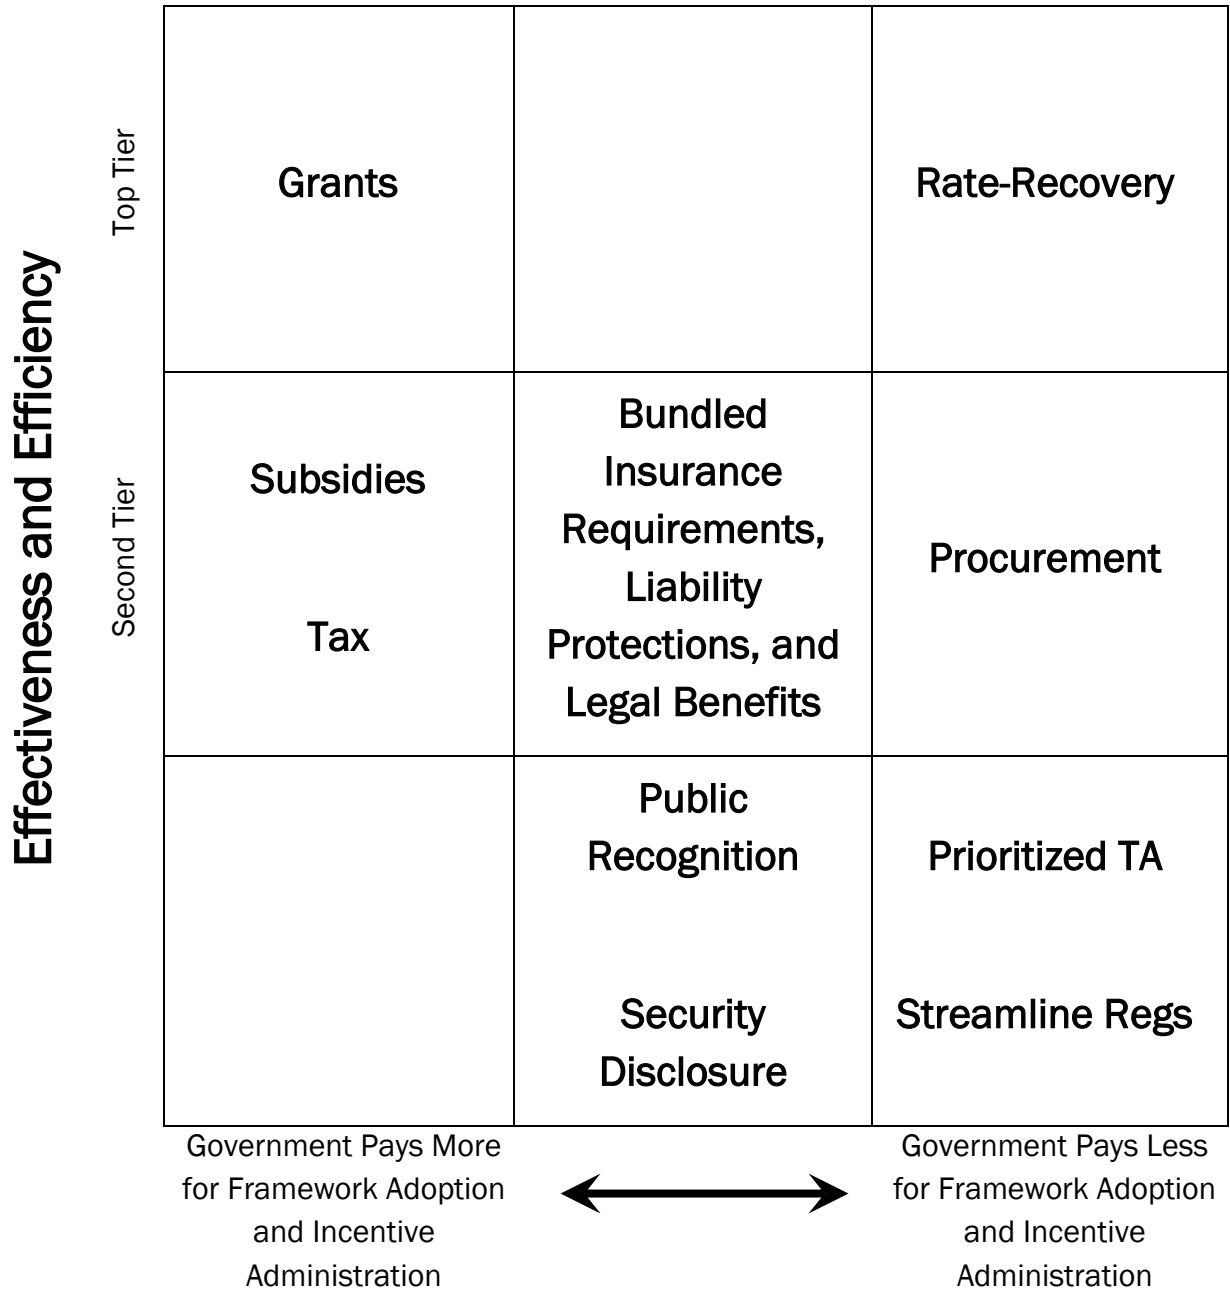 Effectiveness and Efficiency
Top Tier
Grants
Rate-Recovery
Second Tier
Subsidies
Tax
Bundled
Insurance
Requirements,
Liability
Protections, and
Legal Benefits
Procurement
Public
Recognition
Security
Disclosure
Prioritized TA
Streamline Regs
Government Pays More
for Framework Adoption
and Incentive
Administration
Government Pays Less
for Framework Adoption
and Incentive
Administration